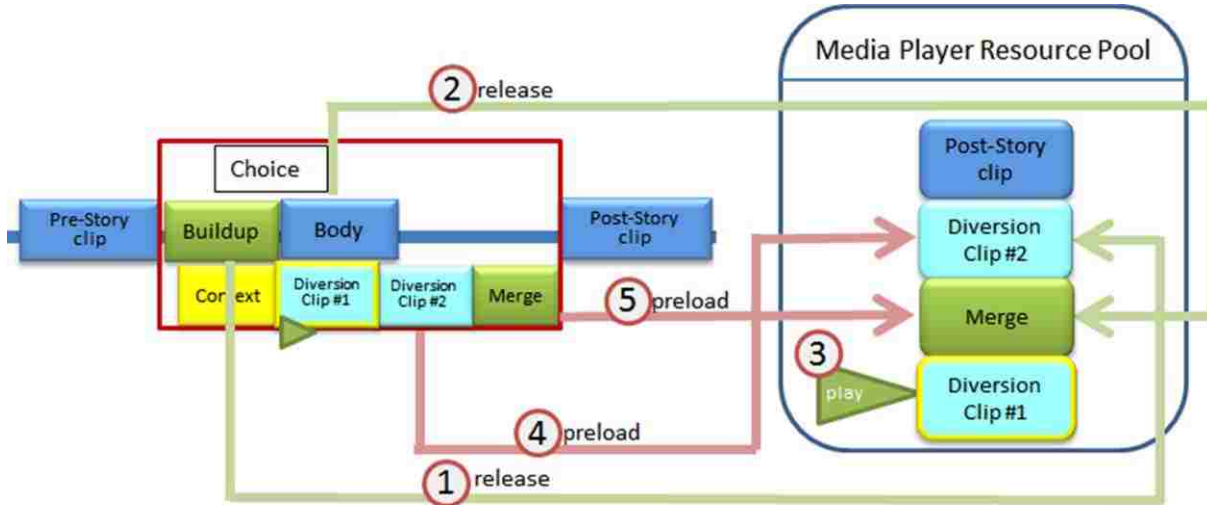 Media Player Resource Pool
2 release
Choice
Post-Story
clip
Pre-Story
clip
Buildup
Body
Post-Story
clip
Diversion
Clip #2
Context
Diversion
Clip #1
Diversion
Clip #2
Merge
5 preload
Merge
3
play
Diversion
Clip #1
4 preload
1 release